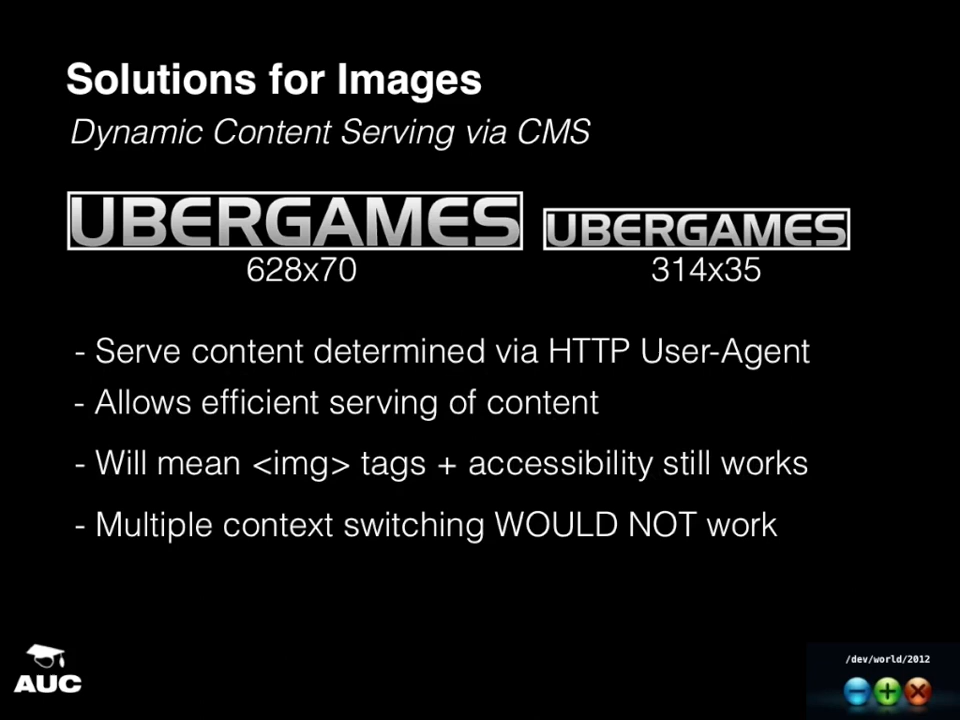 Solutions for Images
Dynamic Content Serving via CMS
UBERGAMES UBERGAMES
628x70 314x35
- Serve content determined via HTTP User-Agent
- Allows efficient serving of content
- Will mean <img> tags + accessibility still works
- Multiple context switching WOULD NOT work
AUC
/dev/world/2012